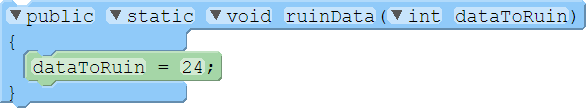 public static void ruinData(int dataToRuin)
{
dataToRuin = 24;
}